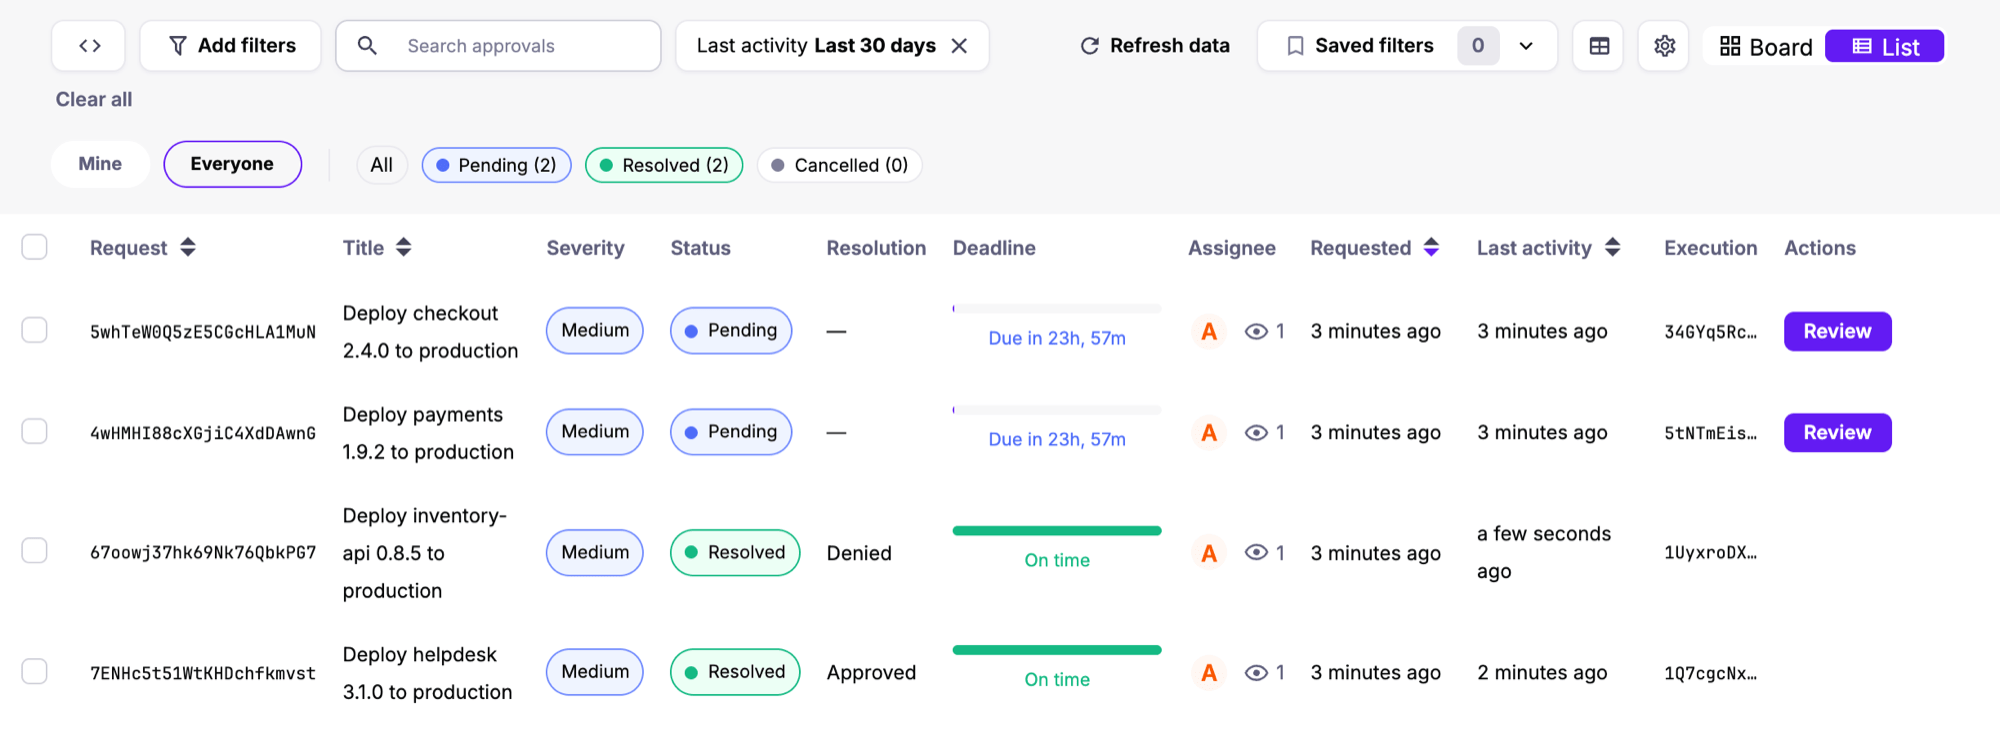 Add filters
Search approvals
Last activity Last 30 days
Refresh data
Saved filters 0
Board
List
Clear all
Mine
Everyone
All
Pending (2)
Resolved (2)
Cancelled (0)
Request Title Severity Status Resolution Deadline Assignee Requested Last activity Execution Actions
5whTeW0Q5zE5CGcHLA1MuN
Deploy checkout
2.4.0 to production
Medium
Pending
—
Due in 23h, 57m
A
1
3 minutes ago
3 minutes ago
34GYq5Rc…
Review
4wHMHI88cXGjiC4XdDAwnG
Deploy payments
1.9.2 to production
Medium
Pending
—
Due in 23h, 57m
A
1
3 minutes ago
3 minutes ago
5tNTmEis…
Review
67oowj37hk69Nk76QbkPG7
Deploy inventory-
api 0.8.5 to
production
Medium
Resolved
Denied
On time
A
1
3 minutes ago
a few seconds
ago
1UyxroDX…
7ENHc5t51WtKHDchfkmvst
Deploy helpdesk
3.1.0 to production
Medium
Resolved
Approved
On time
A
1
3 minutes ago
2 minutes ago
1Q7cgcNx…